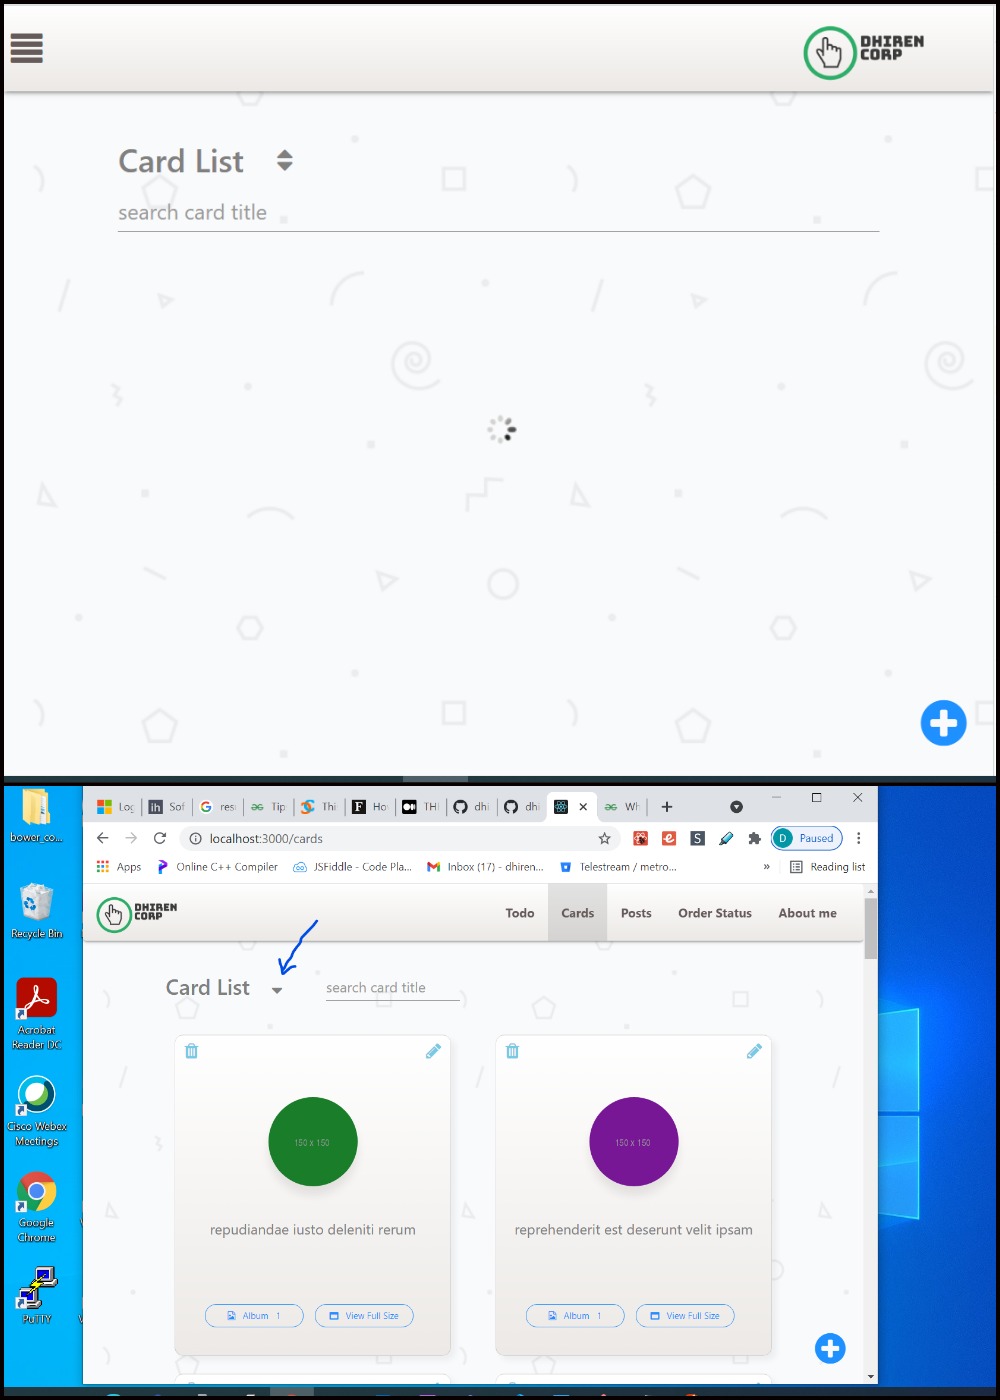 DHIREN
CORP
Card List
search card title
bower_co...
Recycle Bin
Acrobat
Reader DC
Cisco Webex
Meetings
Google
Chrome
PuTTY
Log
Sof
res
Tip
Thi
Ho
TH
dhi
dhi
Wh
localhost:3000/cards
D Paused
Apps Online C++ Compiler JSFiddle - Code Pla... Inbox (17) - dhiren... Telestream / metro... » Reading list
DHIREN
CORP
Todo Cards Posts Order Status About me
Card List search card title
150 x 150 150 x 150
repudiandae iusto deleniti rerum reprehenderit est deserunt velit ipsam
Album 1 View Full Size Album 1 View Full Size